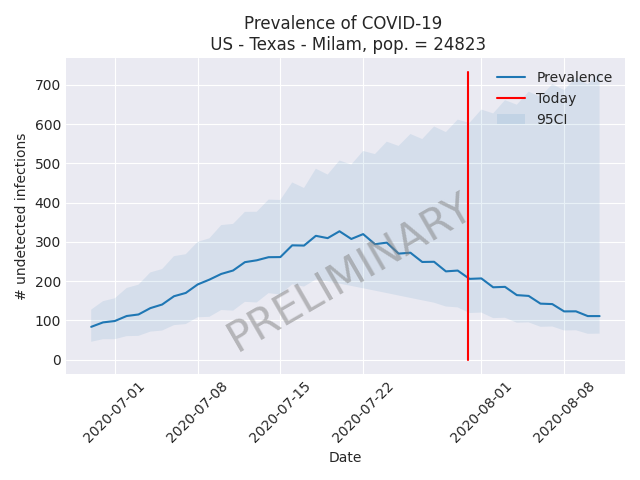 Prevalence of COVID-19
US - Texas - Milam, pop. = 24823
# undetected infections
700
600
500
400
300
200
100
0
Prevalence
Today
95CI
PRELIMINARY
2020-07-01
2020-07-08
2020-07-15
2020-07-22
2020-08-01
2020-08-08
Date